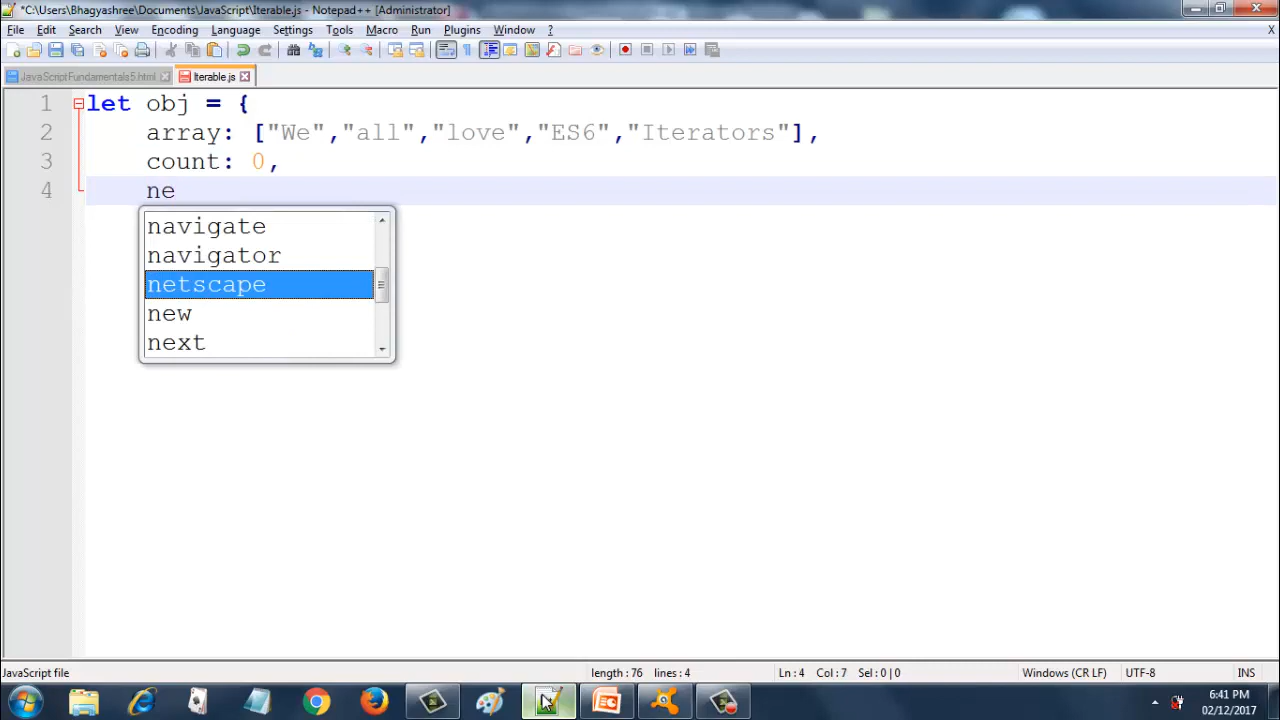 *C:\Users\Bhagyashree\Documents\JavaScript\Iterable.js - Notepad++ [Administrator]
File Edit Search View Encoding Language Settings Tools Macro Run Plugins Window ? X
JavaScriptFundamentals5.html Iterable.js
1 let obj = {
2 array: ["We","all","love","ES6","Iterators"],
3 count: 0,
4 ne
navigate
navigator
netscape
new
next
JavaScript file length : 76 lines : 4 Ln : 4 Col : 7 Sel : 0 | 0 Windows (CR LF) UTF-8 INS
6:41 PM
02/12/2017